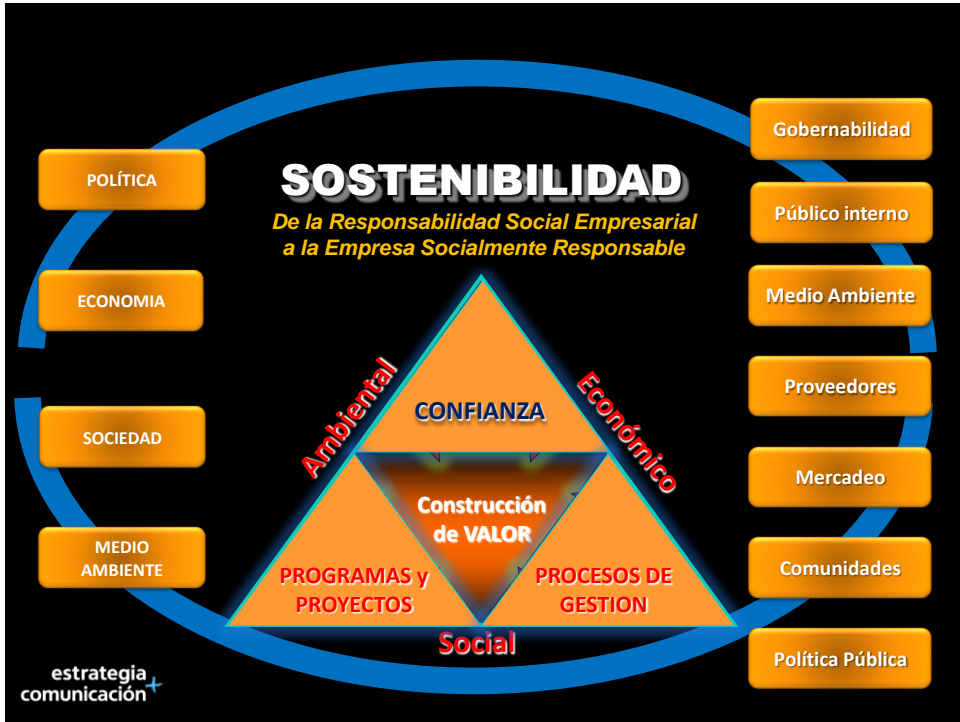 SOSTENIBILIDAD
De la Responsabilidad Social Empresarial
a la Empresa Socialmente Responsable
POLÍTICA
ECONOMIA
SOCIEDAD
MEDIO
AMBIENTE
Ambiental
Económico
CONFIANZA
Construcción
de VALOR
PROGRAMAS y
PROYECTOS
PROCESOS DE
GESTION
Social
Gobernabilidad
Público interno
Medio Ambiente
Proveedores
Mercadeo
Comunidades
Política Pública
estrategia
comunicación+